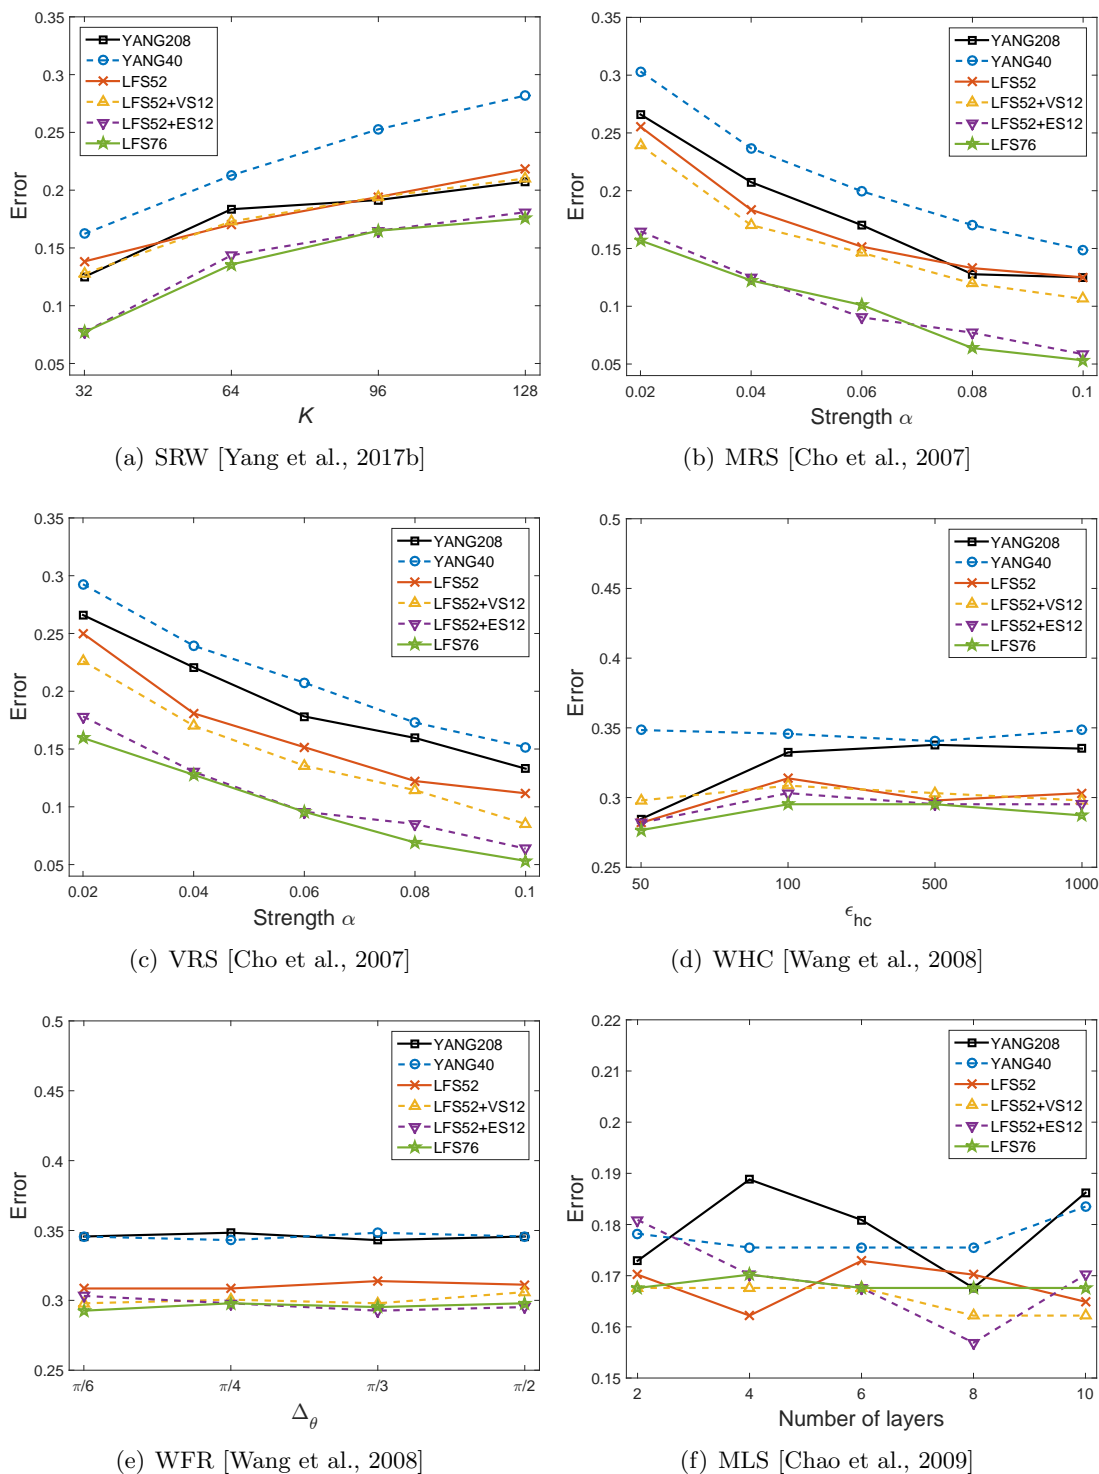 0.35
0.3
0.25
0.2
0.15
0.1
0.05
Error
YANG208
YANG40
LFS52
LFS52+VS12
LFS52+ES12
LFS76
32 64 96 128
K
(a) SRW [Yang et al., 2017b]
0.35
0.3
0.25
0.2
0.15
0.1
0.05
Error
YANG208
YANG40
LFS52
LFS52+VS12
LFS52+ES12
LFS76
0.02 0.04 0.06 0.08 0.1
Strength α
(b) MRS [Cho et al., 2007]
0.35
0.3
0.25
0.2
0.15
0.1
0.05
Error
YANG208
YANG40
LFS52
LFS52+VS12
LFS52+ES12
LFS76
0.02 0.04 0.06 0.08 0.1
Strength α
(c) VRS [Cho et al., 2007]
0.5
0.45
0.4
0.35
0.3
0.25
Error
YANG208
YANG40
LFS52
LFS52+VS12
LFS52+ES12
LFS76
50 100 500 1000
ϵhc
(d) WHC [Wang et al., 2008]
0.5
0.45
0.4
0.35
0.3
0.25
Error
YANG208
YANG40
LFS52
LFS52+VS12
LFS52+ES12
LFS76
π/6 π/4 π/3 π/2
Δθ
(e) WFR [Wang et al., 2008]
0.22
0.21
0.2
0.19
0.18
0.17
0.16
0.15
Error
YANG208
YANG40
LFS52
LFS52+VS12
LFS52+ES12
LFS76
2 4 6 8 10
Number of layers
(f) MLS [Chao et al., 2009]